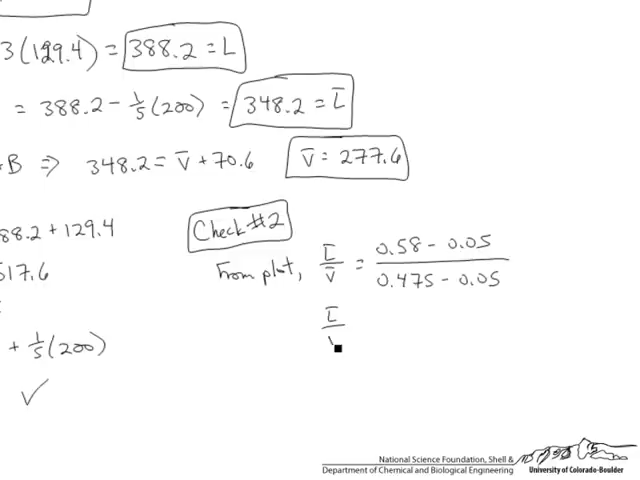 3(129.4) = 388.2 = L
= 388.2 - 1/5 (200) = 348.2 = L̄
B ⇒ 348.2 = V̄ + 70.6 V̄ = 277.6
88.2 + 129.4
517.6
+ 1/5 (200)
✓
Check #2
From plot, L̄/V̄ = (0.58 - 0.05)/(0.475 - 0.05)
L̄/
National Science Foundation, Shell &
Department of Chemical and Biological Engineering
University of Colorado-Boulder